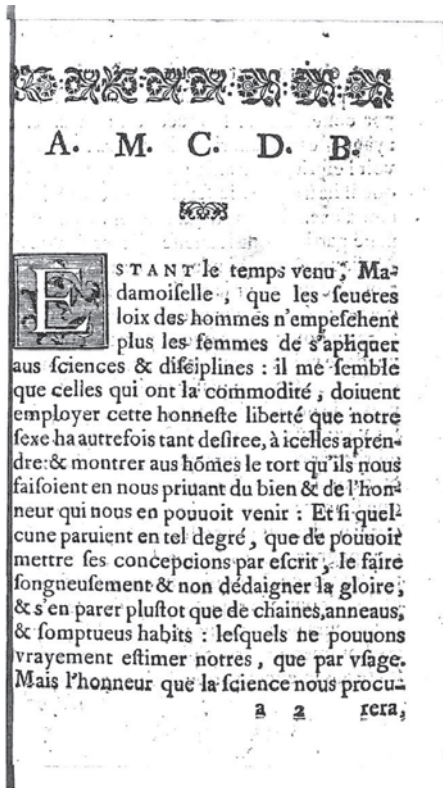 A. M. C. D. B.
ESTANT le temps venu, Ma-
damoiſelle, que les ſeueres
loix des hommes n'empeſchent
plus les femmes de s'apliquer
aus ſciences & diſciplines : il me ſemble
que celles qui ont la commodité, doiuent
employer cette honneſte liberté que notre
ſexe ha autrefois tant deſiree, à icelles apren-
dre: & montrer aus hõmes le tort qu'ils nous
faiſoient en nous priuant du bien & de l'hon-
neur qui nous en pouuoit venir : Et ſi quel-
cune paruient en tel degré, que de pouuoir
mettre ſes concepcions par eſcrit, le faire
ſongneuſement & non dédaigner la gloire,
& s'en parer pluſtot que de chaines, anneaus,
& ſomptueus habits : leſquels ne pouuons
vrayement eſtimer notres, que par vſage.
Mais l'honneur que la ſcience nous procu-
a 2 rera,